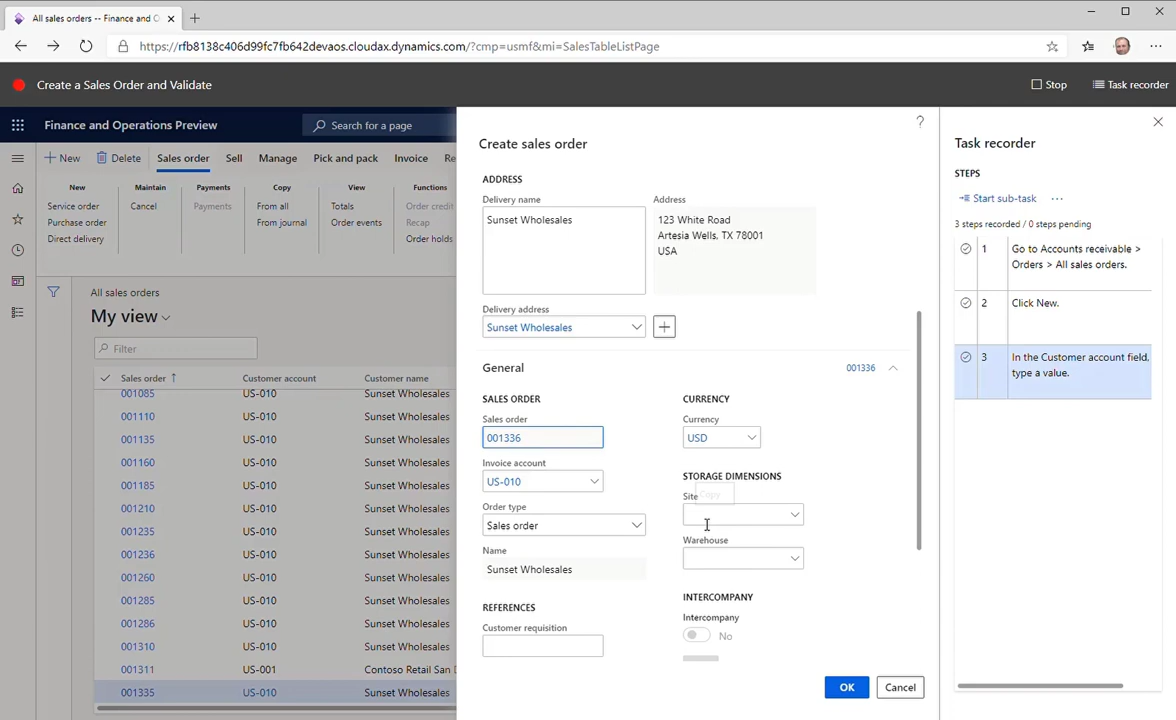 All sales orders -- Finance and O
https://rfb8138c406d99fc7fb642devaos.cloudax.dynamics.com/?cmp=usmf&mi=SalesTableListPage
Create a Sales Order and Validate
Stop
Task recorder
Finance and Operations Preview
Search for a page
New
Delete
Sales order
Sell
Manage
Pick and pack
Invoice
Re
New
Service order
Purchase order
Direct delivery
Maintain
Cancel
Payments
Payments
Copy
From all
From journal
View
Totals
Order events
Functions
Order credit
Recap
Order holds
All sales orders
My view
Filter
Sales order ↑ Customer account Customer name
001085 US-010 Sunset Wholesales
001110 US-010 Sunset Wholesales
001135 US-010 Sunset Wholesales
001160 US-010 Sunset Wholesales
001185 US-010 Sunset Wholesales
001210 US-010 Sunset Wholesales
001235 US-010 Sunset Wholesales
001236 US-010 Sunset Wholesales
001260 US-010 Sunset Wholesales
001285 US-010 Sunset Wholesales
001286 US-010 Sunset Wholesales
001310 US-010 Sunset Wholesales
001311 US-001 Contoso Retail San D
001335 US-010 Sunset Wholesales
?
Create sales order
ADDRESS
Delivery name
Sunset Wholesales
Address
123 White Road
Artesia Wells, TX 78001
USA
Delivery address
Sunset Wholesales
General
001336
SALES ORDER
Sales order
001336
Invoice account
US-010
Order type
Sales order
Name
Sunset Wholesales
REFERENCES
Customer requisition
CURRENCY
Currency
USD
STORAGE DIMENSIONS
Site
Copy
Warehouse
INTERCOMPANY
Intercompany
No
OK
Cancel
Task recorder
STEPS
Start sub-task
3 steps recorded / 0 steps pending
1 Go to Accounts receivable >
Orders > All sales orders.
2 Click New.
3 In the Customer account field,
type a value.